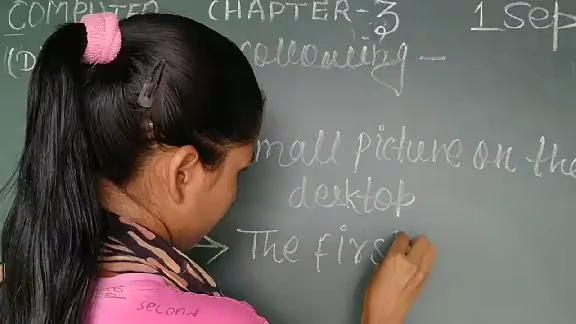 COMPUTER CHAPTER-3 1 Sep
(D)
mall picture on the
desktop
→ The firs
second